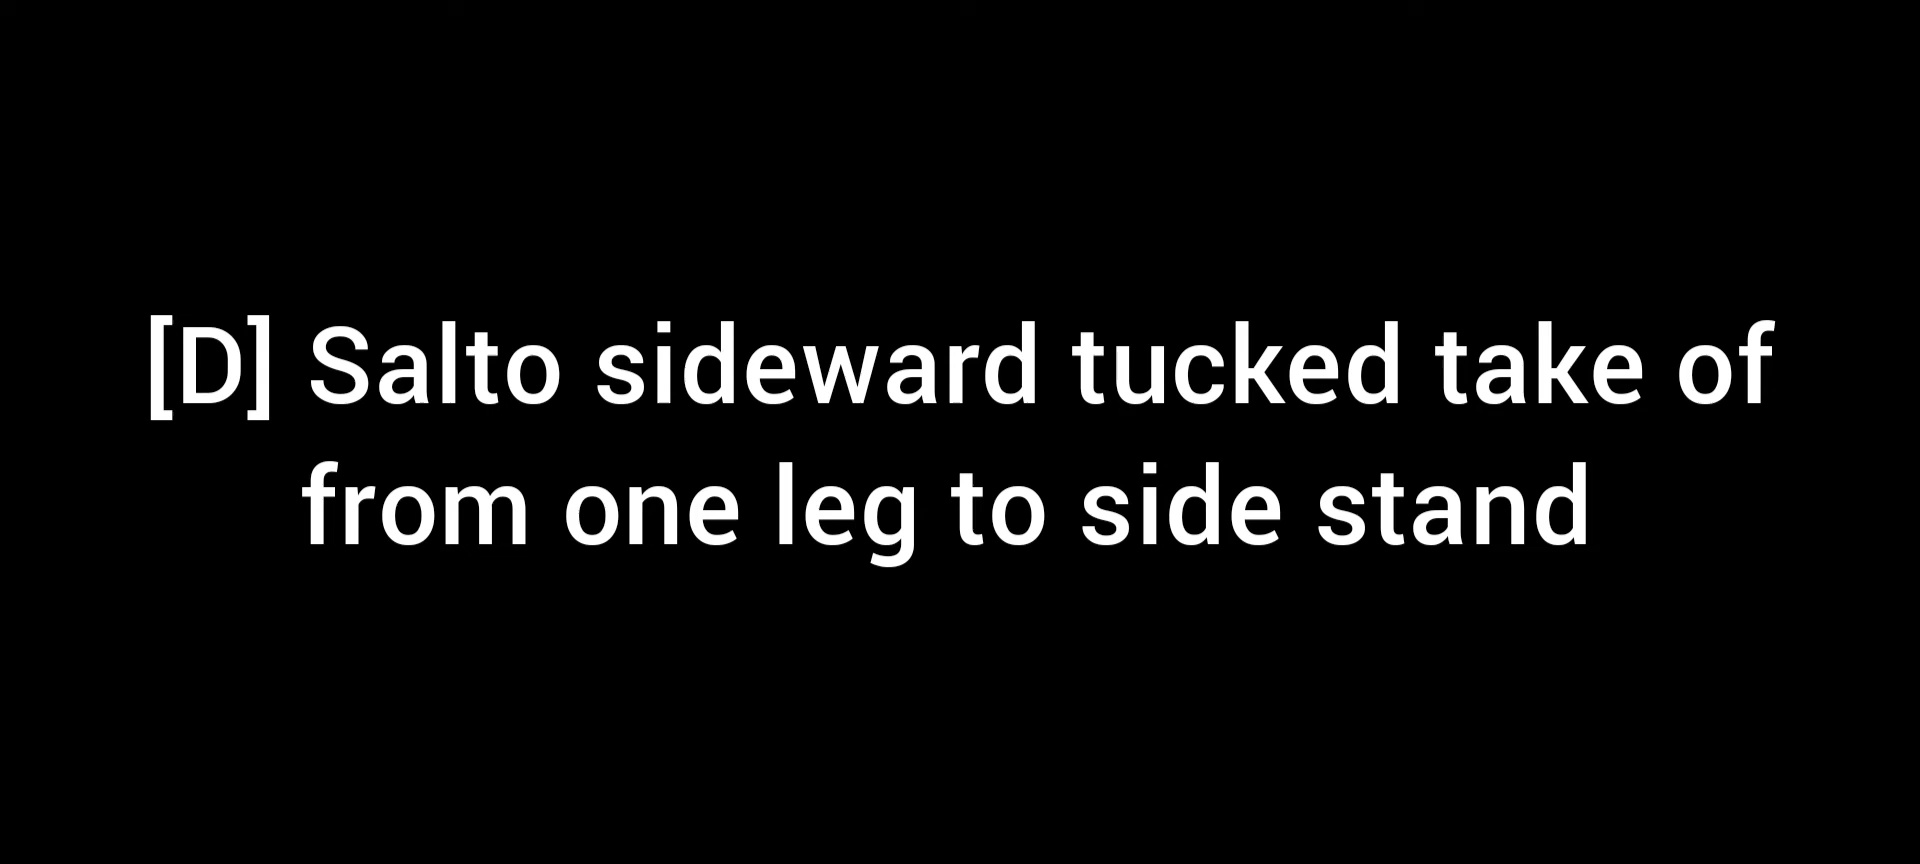 [D] Salto sideward tucked take of
from one leg to side stand